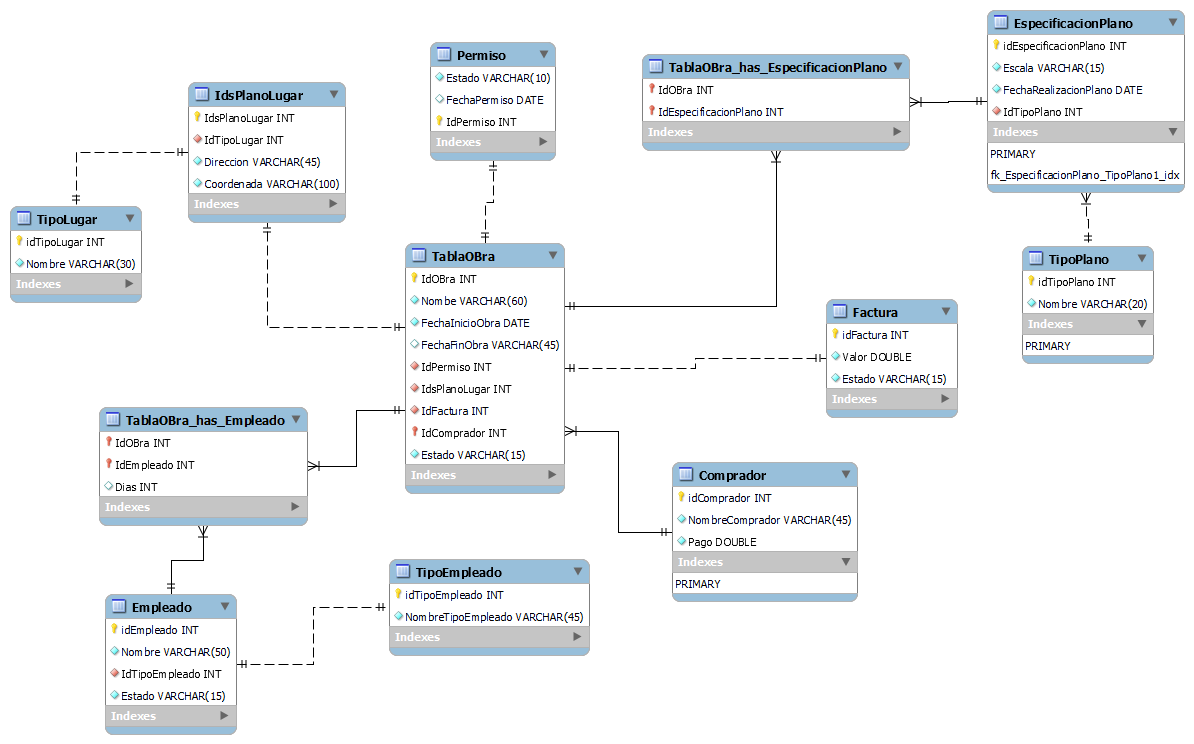 EspecificacionPlano
idEspecificacionPlano INT
Escala VARCHAR(15)
FechaRealizacionPlano DATE
IdTipoPlano INT
Indexes
PRIMARY
fk_EspecificacionPlano_TipoPlano1_idx
Permiso
Estado VARCHAR(10)
FechaPermiso DATE
IdPermiso INT
Indexes
TablaOBra_has_EspecificacionPlano
IdOBra INT
IdEspecificacionPlano INT
Indexes
IdsPlanoLugar
IdsPlanoLugar INT
IdTipoLugar INT
Direccion VARCHAR(45)
Coordenada VARCHAR(100)
Indexes
TipoLugar
idTipoLugar INT
Nombre VARCHAR(30)
Indexes
TablaOBra
IdOBra INT
Nombe VARCHAR(60)
FechaInicioObra DATE
FechaFinObra VARCHAR(45)
IdPermiso INT
IdsPlanoLugar INT
IdFactura INT
IdComprador INT
Estado VARCHAR(15)
Indexes
TipoPlano
idTipoPlano INT
Nombre VARCHAR(20)
Indexes
PRIMARY
Factura
idFactura INT
Valor DOUBLE
Estado VARCHAR(15)
Indexes
TablaOBra_has_Empleado
IdOBra INT
IdEmpleado INT
Dias INT
Indexes
Comprador
idComprador INT
NombreComprador VARCHAR(45)
Pago DOUBLE
Indexes
PRIMARY
TipoEmpleado
idTipoEmpleado INT
NombreTipoEmpleado VARCHAR(45)
Indexes
Empleado
idEmpleado INT
Nombre VARCHAR(50)
IdTipoEmpleado INT
Estado VARCHAR(15)
Indexes